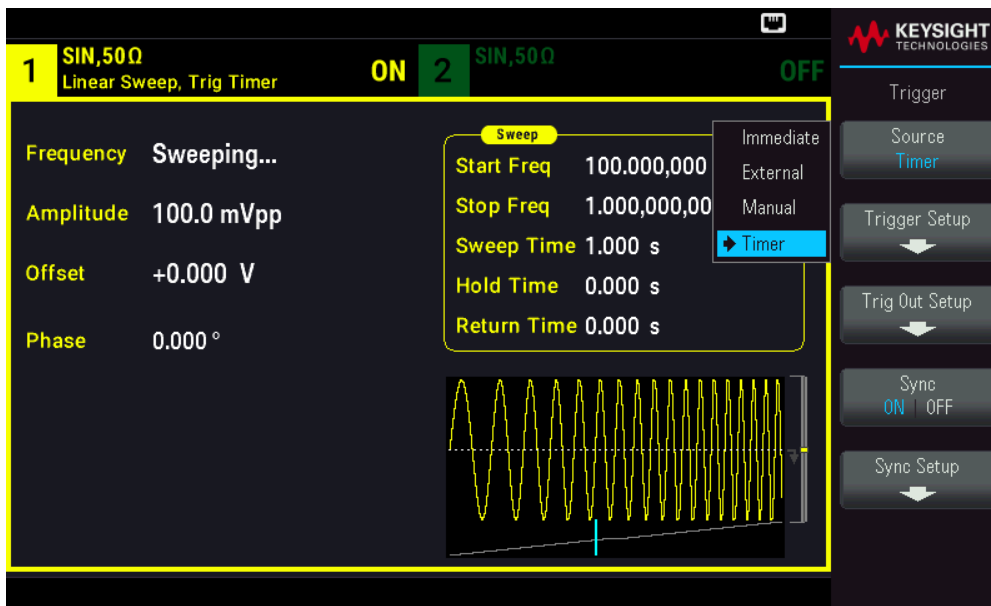 KEYSIGHT
TECHNOLOGIES
1
SIN,50Ω
Linear Sweep, Trig Timer
ON
2
SIN,50Ω
OFF
Frequency Sweeping...
Amplitude 100.0 mVpp
Offset +0.000 V
Phase 0.000 °
Sweep
Start Freq 100.000,000
Stop Freq 1.000,000,00
Sweep Time 1.000 s
Hold Time 0.000 s
Return Time 0.000 s
Immediate
External
Manual
Timer
Trigger
Source
Timer
Trigger Setup
Trig Out Setup
Sync
ON | OFF
Sync Setup